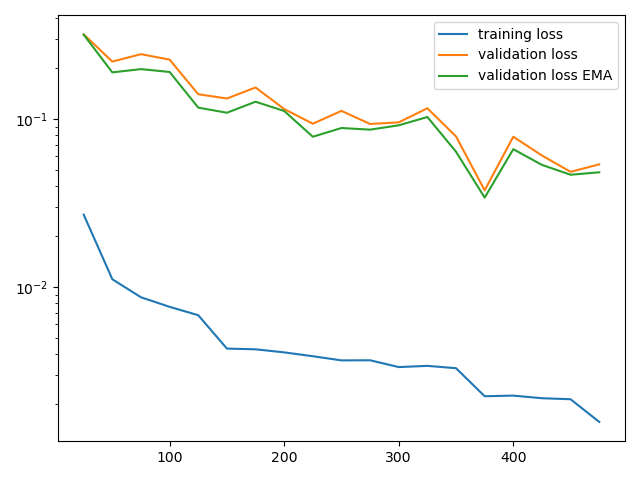 training loss
validation loss
validation loss EMA
10⁻¹
10⁻²
100 200 300 400